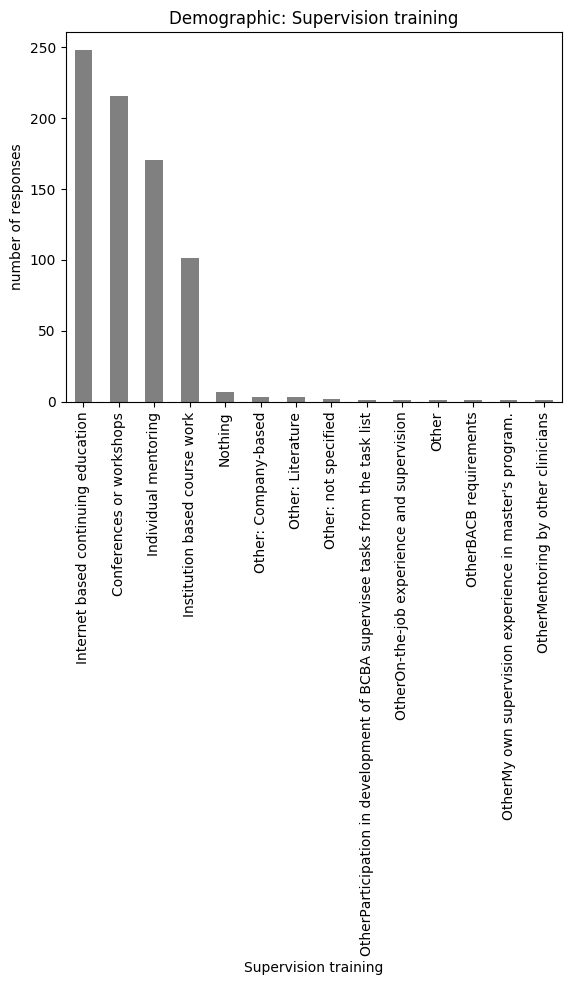 Demographic: Supervision training
number of responses
250
200
150
100
50
0
Internet based continuing education
Conferences or workshops
Individual mentoring
Institution based course work
Nothing
Other: Company-based
Other: Literature
Other: not specified
OtherParticipation in development of BCBA supervisee tasks from the task list
OtherOn-the-job experience and supervision
Other
OtherBACB requirements
OtherMy own supervision experience in master's program.
OtherMentoring by other clinicians
Supervision training